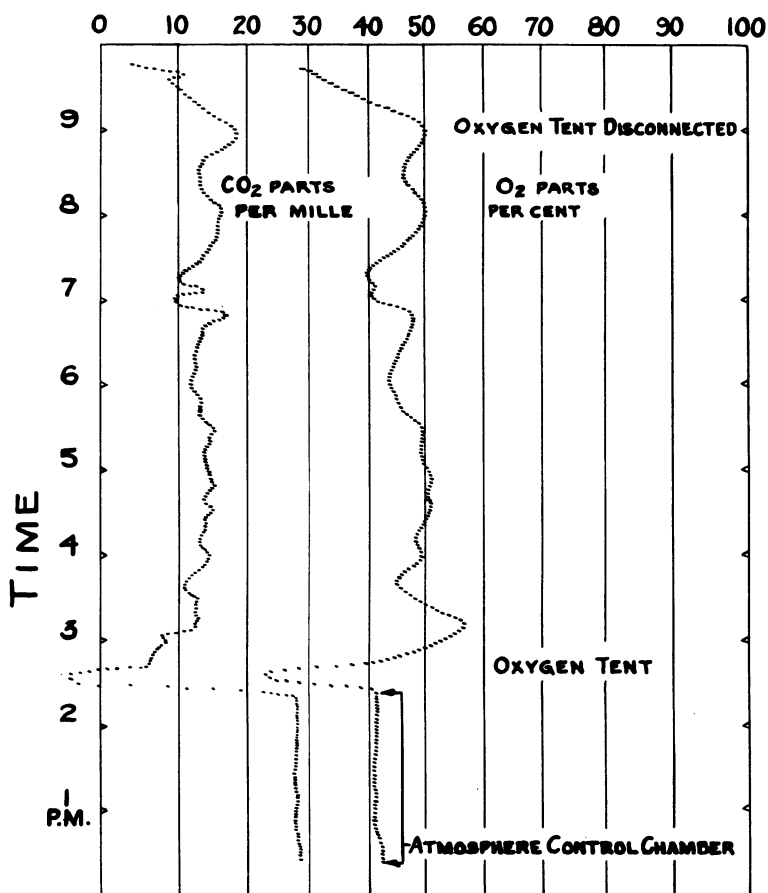 0 10 20 30 40 50 60 70 80 90 100
9
OXYGEN TENT DISCONNECTED
CO₂ PARTS
PER MILLE
O₂ PARTS
PER CENT
8
7
6
5
4
3
OXYGEN TENT
2
1
P.M.
ATMOSPHERE CONTROL CHAMBER
TIME